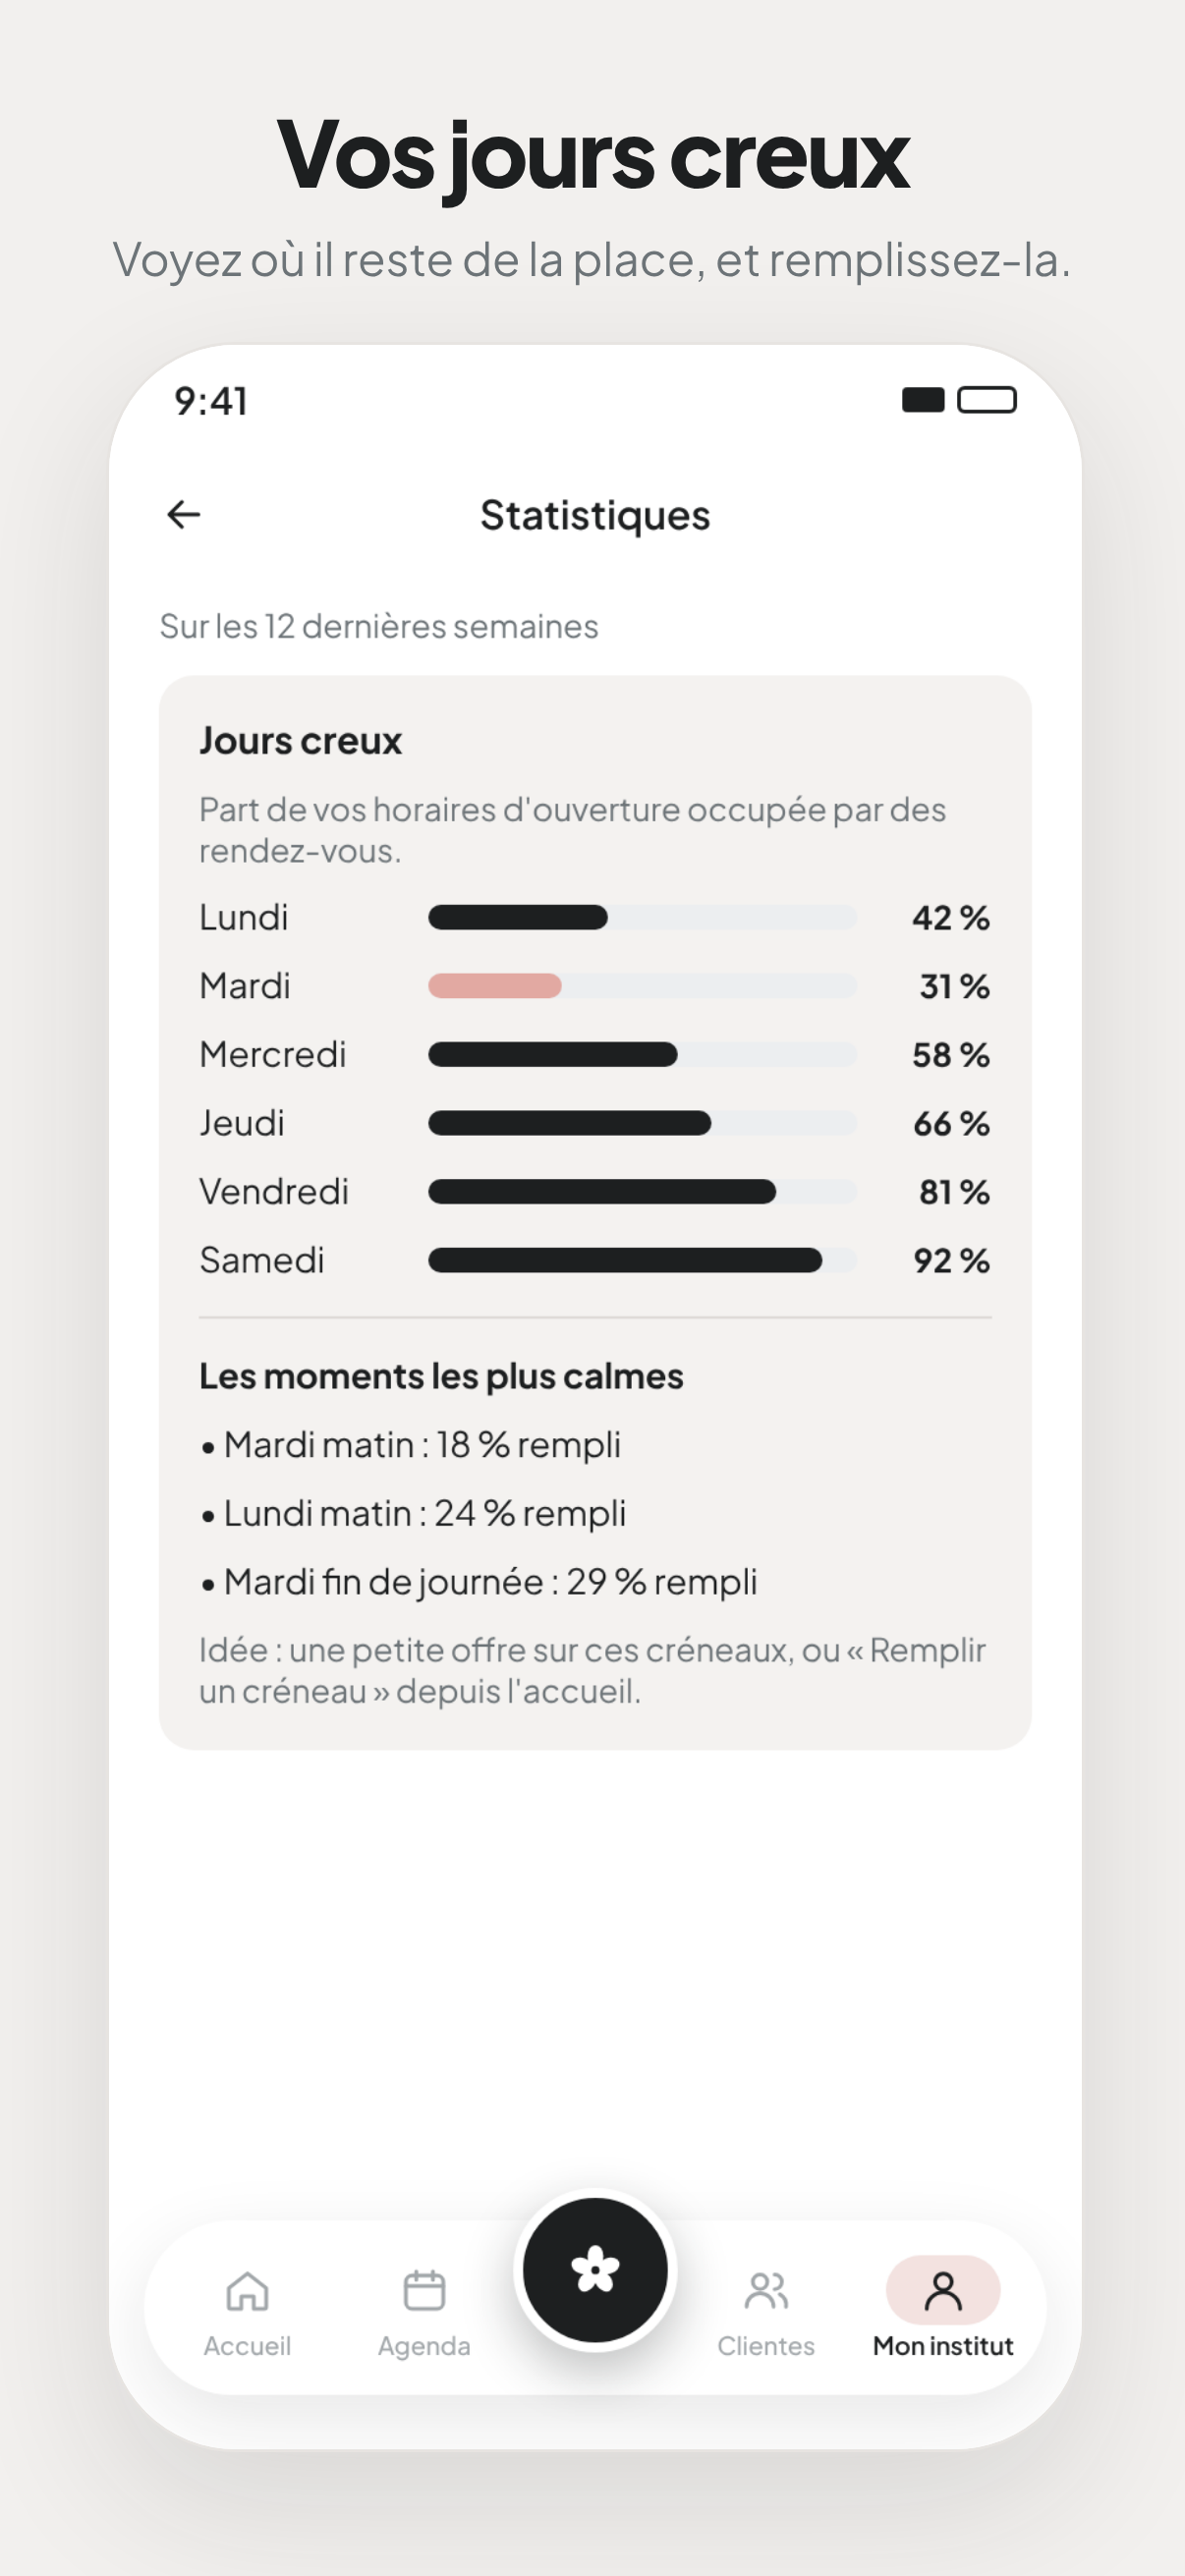 Vos jours creux
Voyez où il reste de la place, et remplissez-la.
9:41
Statistiques
Sur les 12 dernières semaines
Jours creux
Part de vos horaires d'ouverture occupée par des
rendez-vous.
Lundi 42 %
Mardi 31 %
Mercredi 58 %
Jeudi 66 %
Vendredi 81 %
Samedi 92 %
Les moments les plus calmes
• Mardi matin : 18 % rempli
• Lundi matin : 24 % rempli
• Mardi fin de journée : 29 % rempli
Idée : une petite offre sur ces créneaux, ou « Remplir
un créneau » depuis l'accueil.
Accueil Agenda Clientes Mon institut